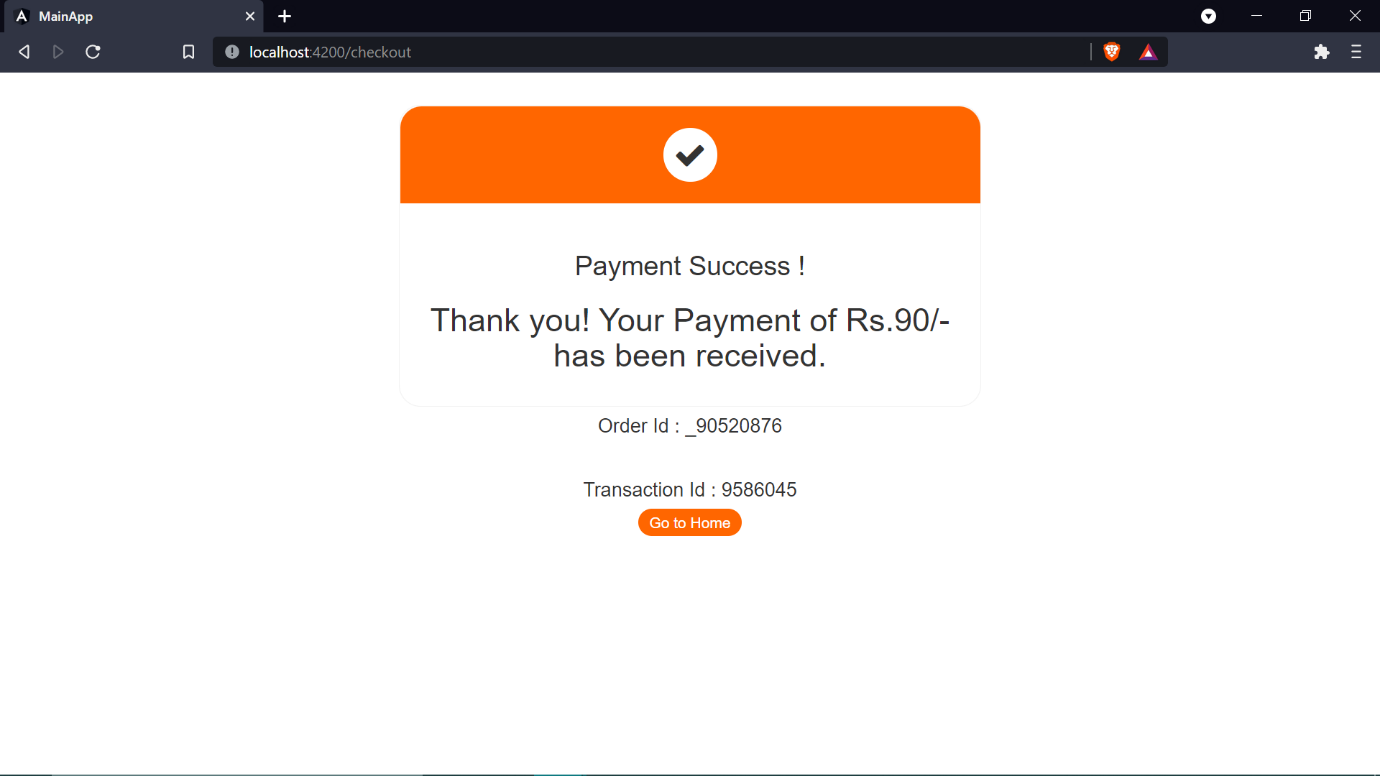 MainApp
localhost:4200/checkout
Payment Success !
Thank you! Your Payment of Rs.90/-
has been received.
Order Id : _90520876
Transaction Id : 9586045
Go to Home